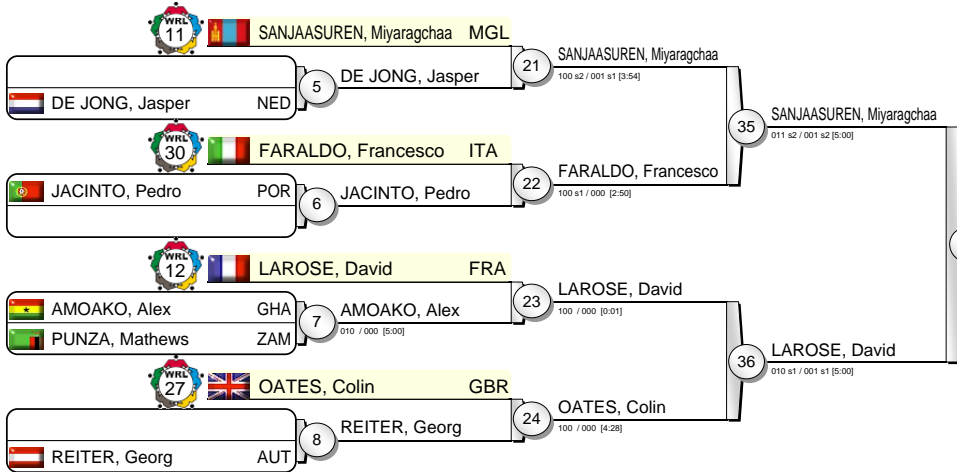 WRL
11
SANJAASUREN, Miyaragchaa MGL
DE JONG, Jasper NED
5
DE JONG, Jasper
21
SANJAASUREN, Miyaragchaa
100 s2 / 001 s1 [3:54]
WRL
30
FARALDO, Francesco ITA
JACINTO, Pedro POR
6
JACINTO, Pedro
22
FARALDO, Francesco
100 s1 / 000 [2:50]
35
SANJAASUREN, Miyaragchaa
011 s2 / 001 s2 [5:00]
WRL
12
LAROSE, David FRA
AMOAKO, Alex GHA
PUNZA, Mathews ZAM
7
AMOAKO, Alex
010 / 000 [5:00]
23
LAROSE, David
100 / 000 [0:01]
WRL
27
OATES, Colin GBR
REITER, Georg AUT
8
REITER, Georg
24
OATES, Colin
100 / 000 [4:28]
36
LAROSE, David
010 s1 / 001 s1 [5:00]